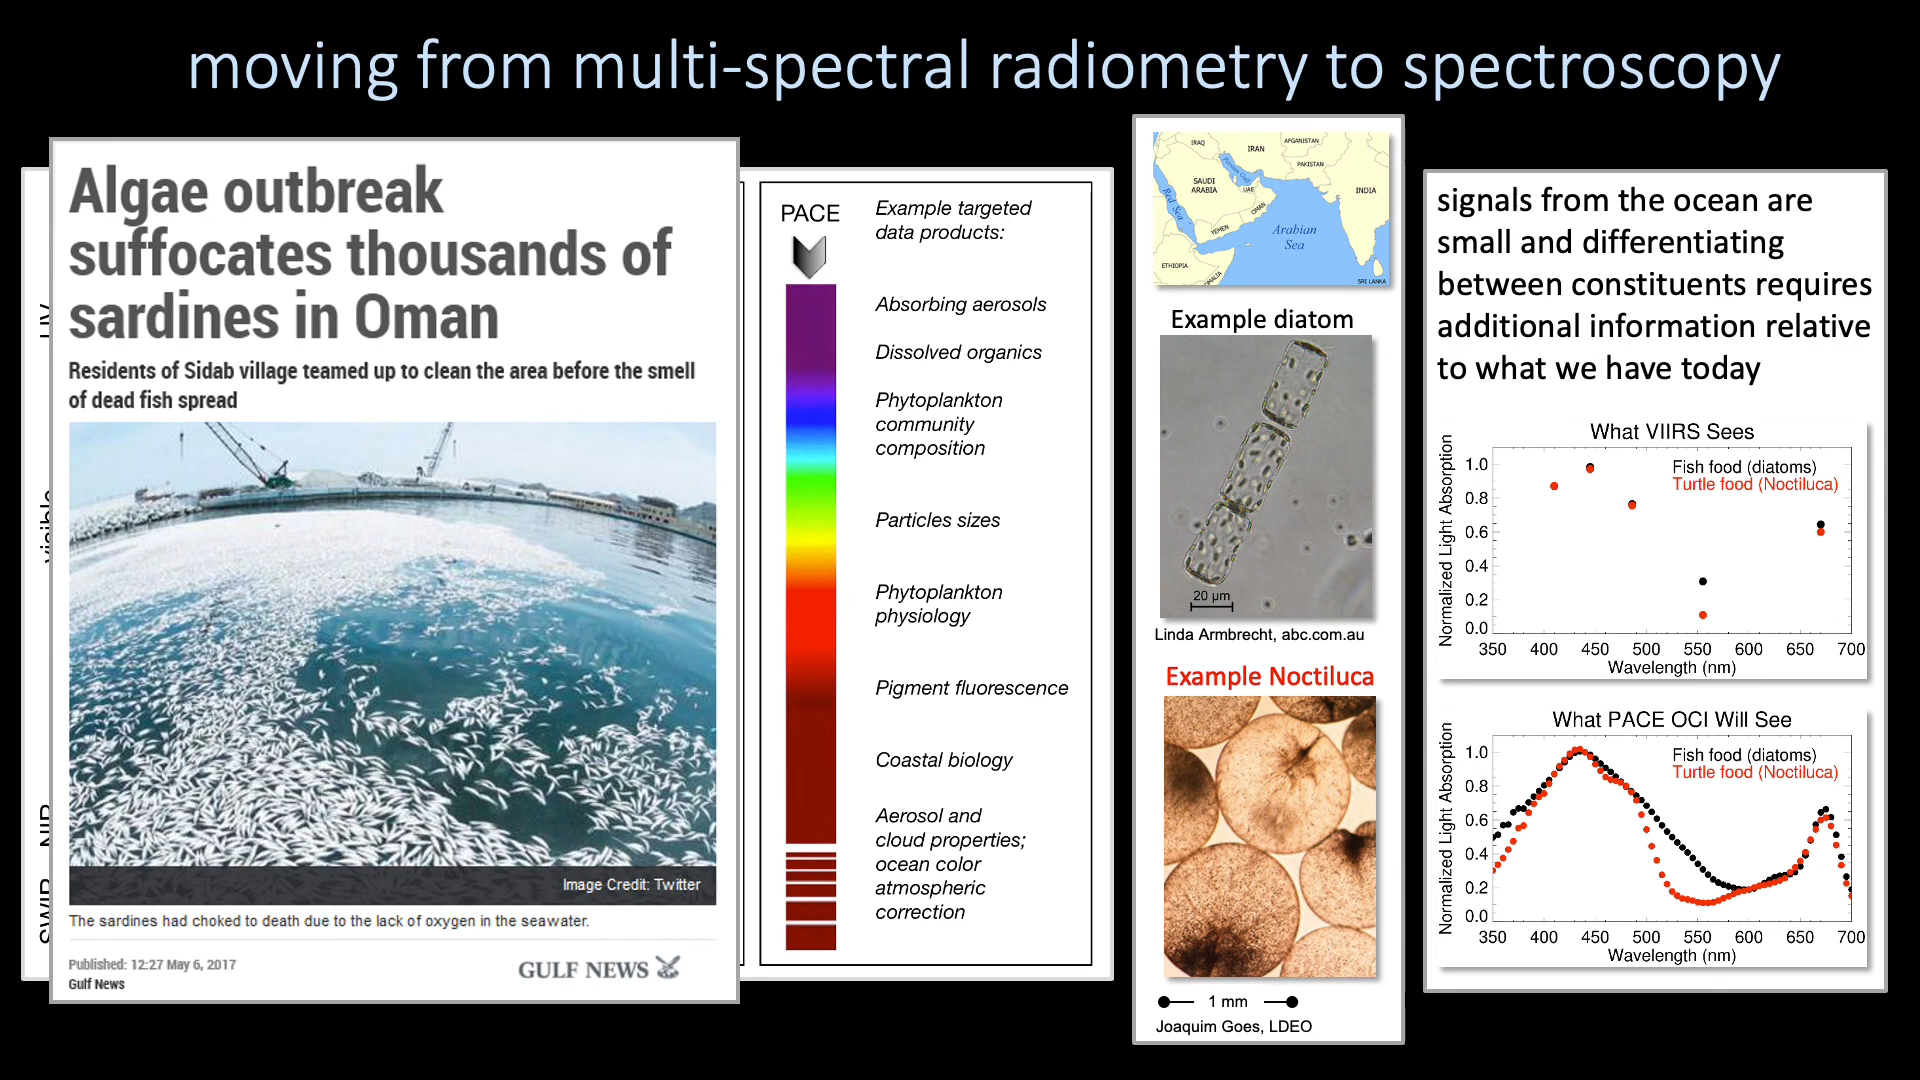 moving from multi-spectral radiometry to spectroscopy
Algae outbreak
suffocates thousands of
sardines in Oman
Residents of Sidab village teamed up to clean the area before the smell
of dead fish spread
Image Credit: Twitter
The sardines had choked to death due to the lack of oxygen in the seawater.
Published: 12:27 May 6, 2017
Gulf News
GULF NEWS
PACE
Example targeted
data products:
Absorbing aerosols
Dissolved organics
Phytoplankton
community
composition
Particles sizes
Phytoplankton
physiology
Pigment fluorescence
Coastal biology
Aerosol and
cloud properties;
ocean color
atmospheric
correction
IRAQ
IRAN
AFGANISTAN
PAKISTAN
Persian Gulf
SAUDI
ARABIA
UAE
INDIA
Red Sea
OMAN
YEMEN
Arabian
Sea
ETHIOPIA
SRI LANKA
Example diatom
20 µm
Linda Armbrecht, abc.com.au
Example Noctiluca
1 mm
Joaquim Goes, LDEO
signals from the ocean are
small and differentiating
between constituents requires
additional information relative
to what we have today
What VIIRS Sees
Fish food (diatoms)
Turtle food (Noctiluca)
Normalized Light Absorption
1.0
0.8
0.6
0.4
0.2
0.0
350 400 450 500 550 600 650 700
Wavelength (nm)
What PACE OCI Will See
Fish food (diatoms)
Turtle food (Noctiluca)
Normalized Light Absorption
1.0
0.8
0.6
0.4
0.2
0.0
350 400 450 500 550 600 650 700
Wavelength (nm)